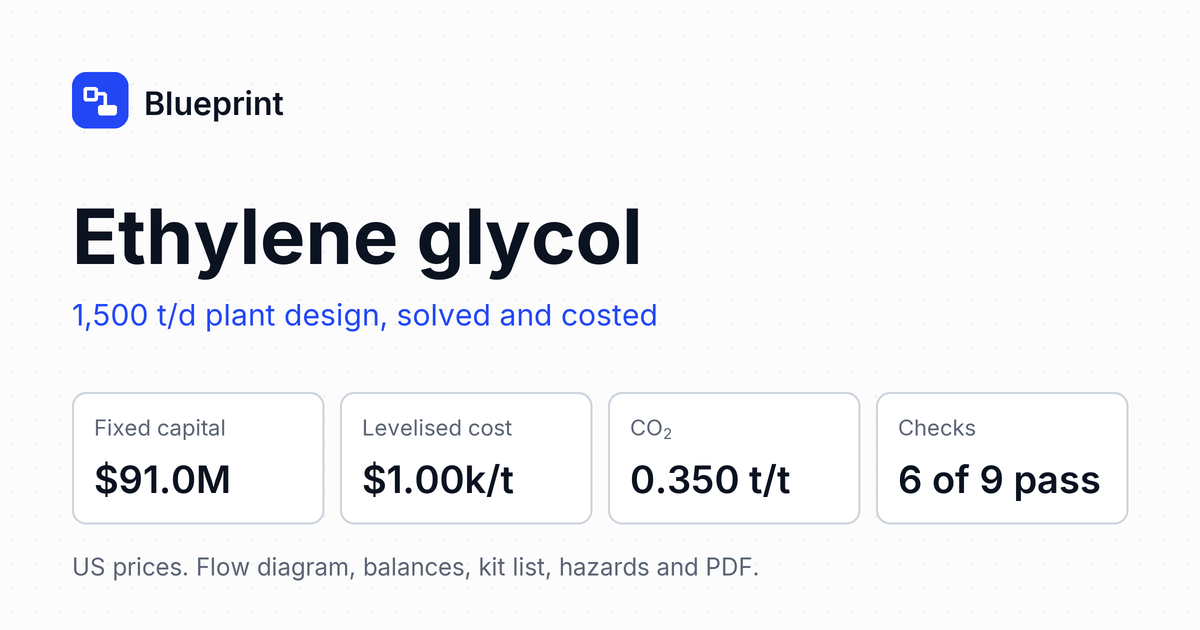 Blueprint
Ethylene glycol
1,500 t/d plant design, solved and costed
Fixed capital
$91.0M
Levelised cost
$1.00k/t
CO₂
0.350 t/t
Checks
6 of 9 pass
US prices. Flow diagram, balances, kit list, hazards and PDF.